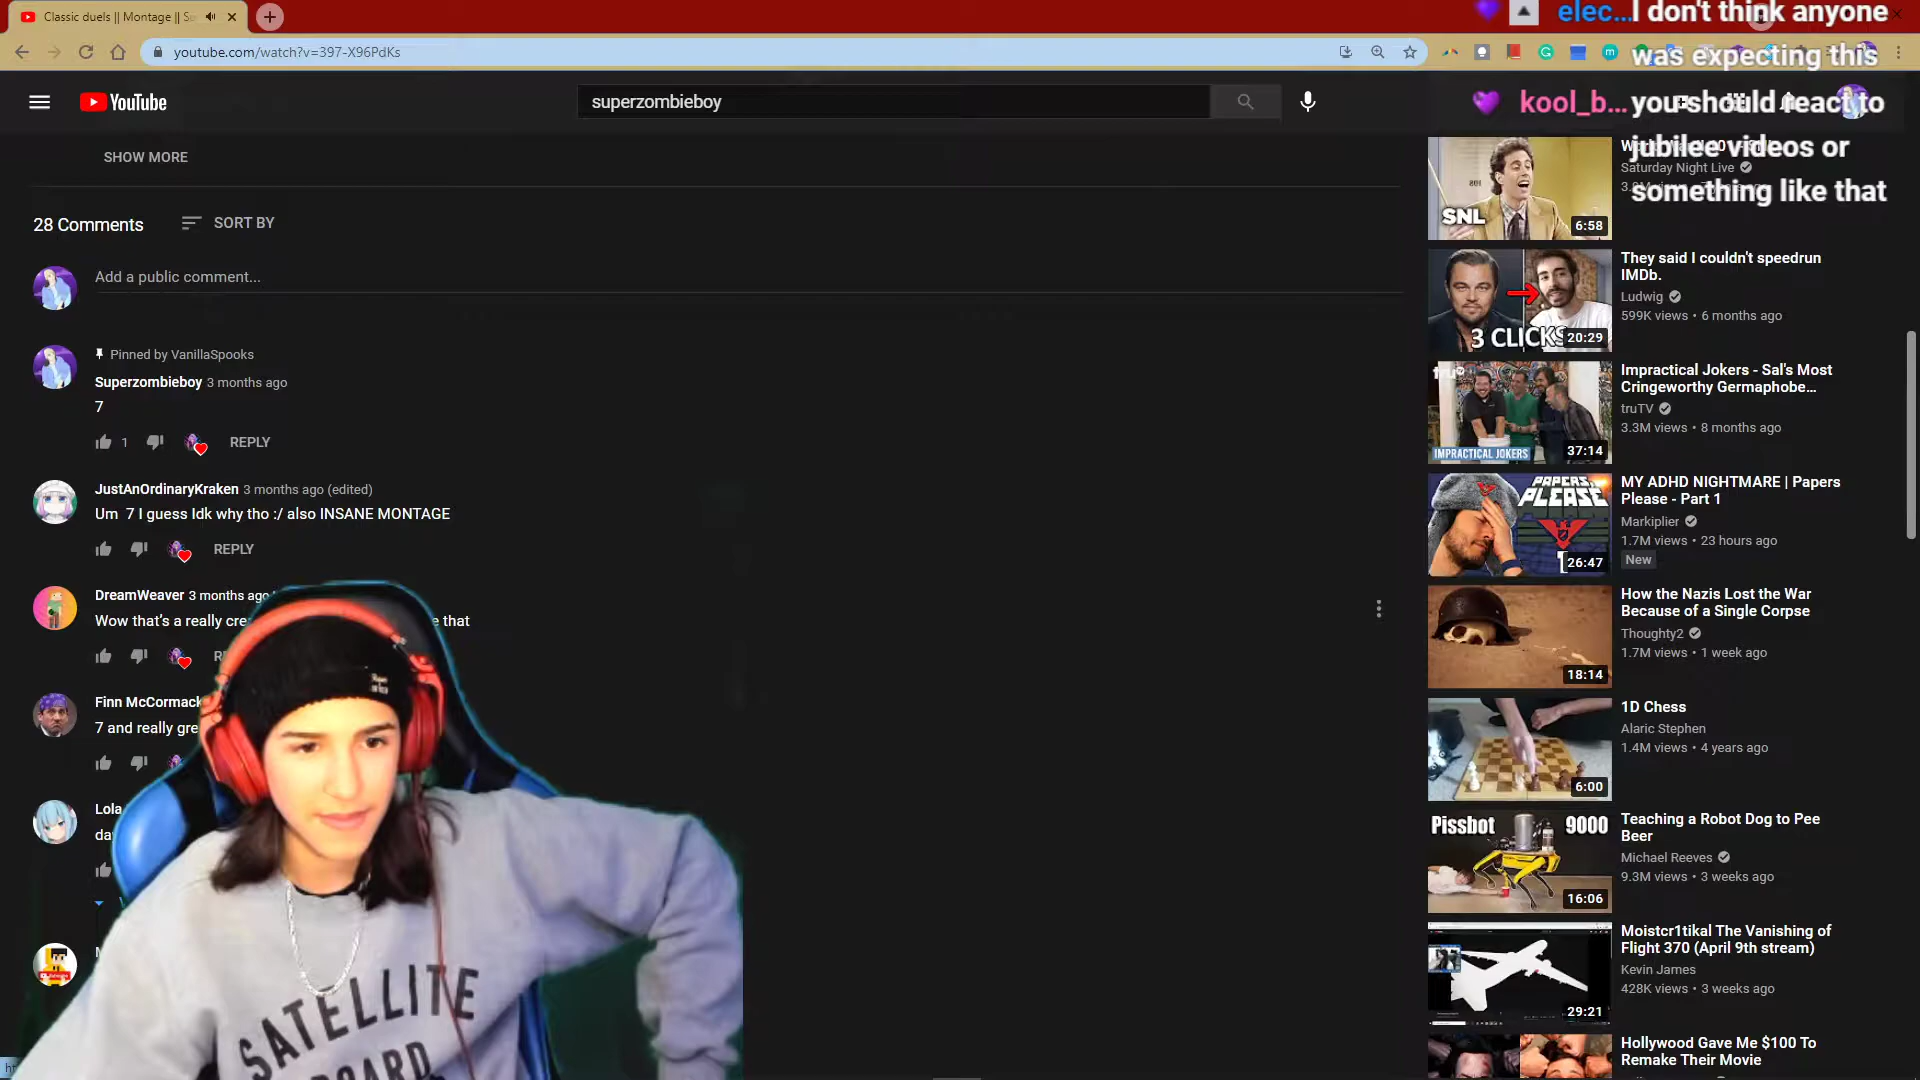 Classic duels || Montage || S
youtube.com/watch?v=397-X96PdKs
YouTube
superzombieboy
elec... I don't think anyone
was expecting this
kool_b... you should react to
jubilee videos or
something like that
SHOW MORE
28 Comments
SORT BY
Add a public comment...
Pinned by VanillaSpooks
Superzombieboy 3 months ago
7
1
REPLY
JustAnOrdinaryKraken 3 months ago (edited)
Um 7 I guess Idk why tho :/ also INSANE MONTAGE
REPLY
DreamWeaver 3 months ago
Wow that's a really cre
that
Finn McCormack
7 and really gre
Lola
SATELLITE
SNL
6:58
Saturday Night Live
3 CLICKS
20:29
They said I couldn't speedrun
IMDb.
Ludwig
599K views • 6 months ago
IMPRACTICAL JOKERS
37:14
Impractical Jokers - Sal's Most
Cringeworthy Germaphobe...
truTV
3.3M views • 8 months ago
PAPERS,
PLEASE
26:47
MY ADHD NIGHTMARE | Papers
Please - Part 1
Markiplier
1.7M views • 23 hours ago
New
18:14
How the Nazis Lost the War
Because of a Single Corpse
Thoughty2
1.7M views • 1 week ago
6:00
1D Chess
Alaric Stephen
1.4M views • 4 years ago
Pissbot 9000
16:06
Teaching a Robot Dog to Pee
Beer
Michael Reeves
9.3M views • 3 weeks ago
29:21
Moistcr1tikal The Vanishing of
Flight 370 (April 9th stream)
Kevin James
428K views • 3 weeks ago
Hollywood Gave Me $100 To
Remake Their Movie